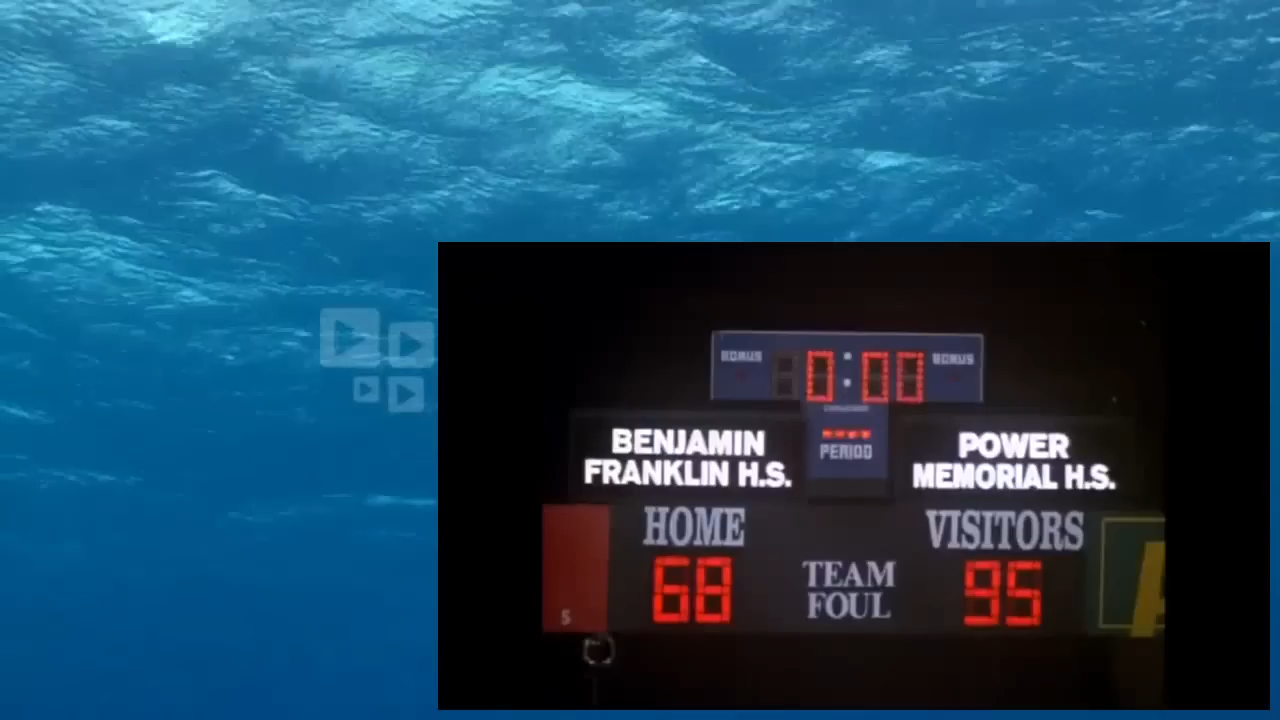 BONUS
0:00
BONUS
PERIOD
BENJAMIN
FRANKLIN H.S.
POWER
MEMORIAL H.S.
HOME
VISITORS
68
TEAM
FOUL
95
S